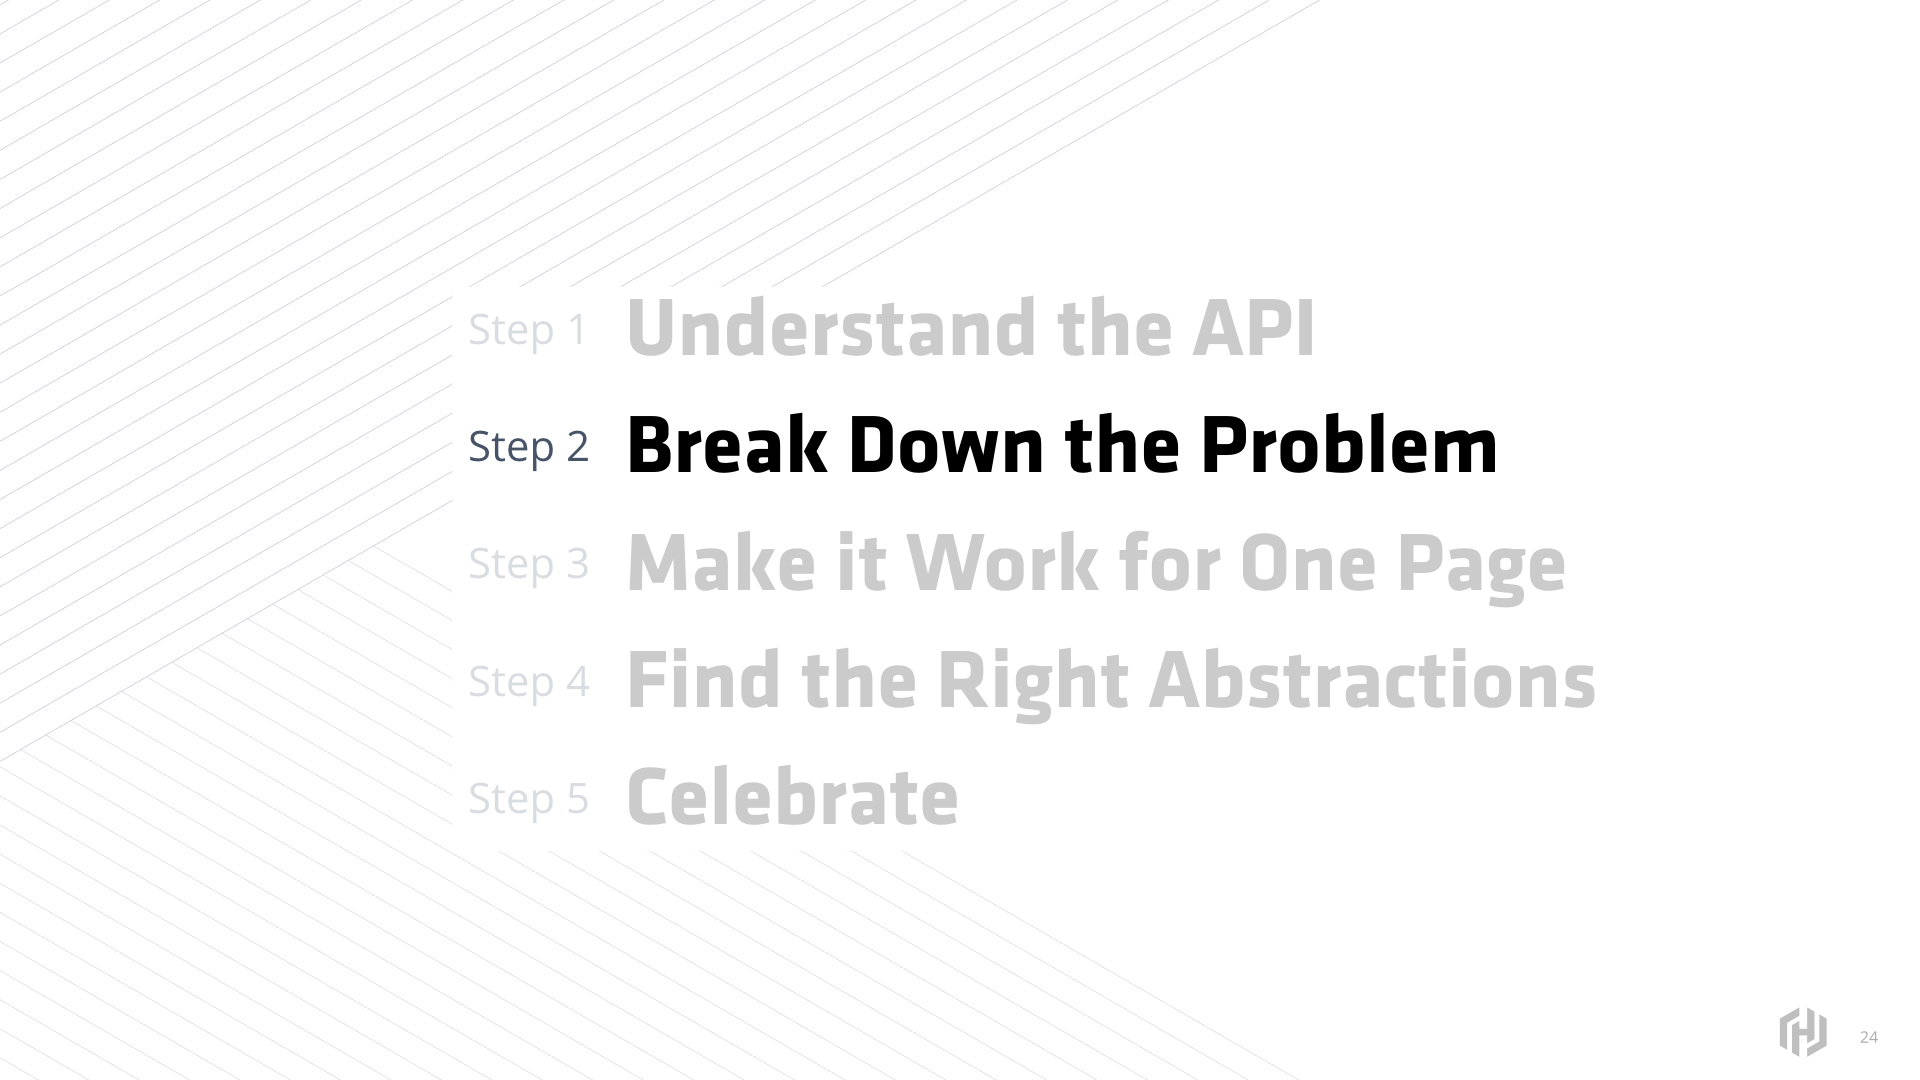 Step 1 Understand the API
Step 2 Break Down the Problem
Step 3 Make it Work for One Page
Step 4 Find the Right Abstractions
Step 5 Celebrate
24